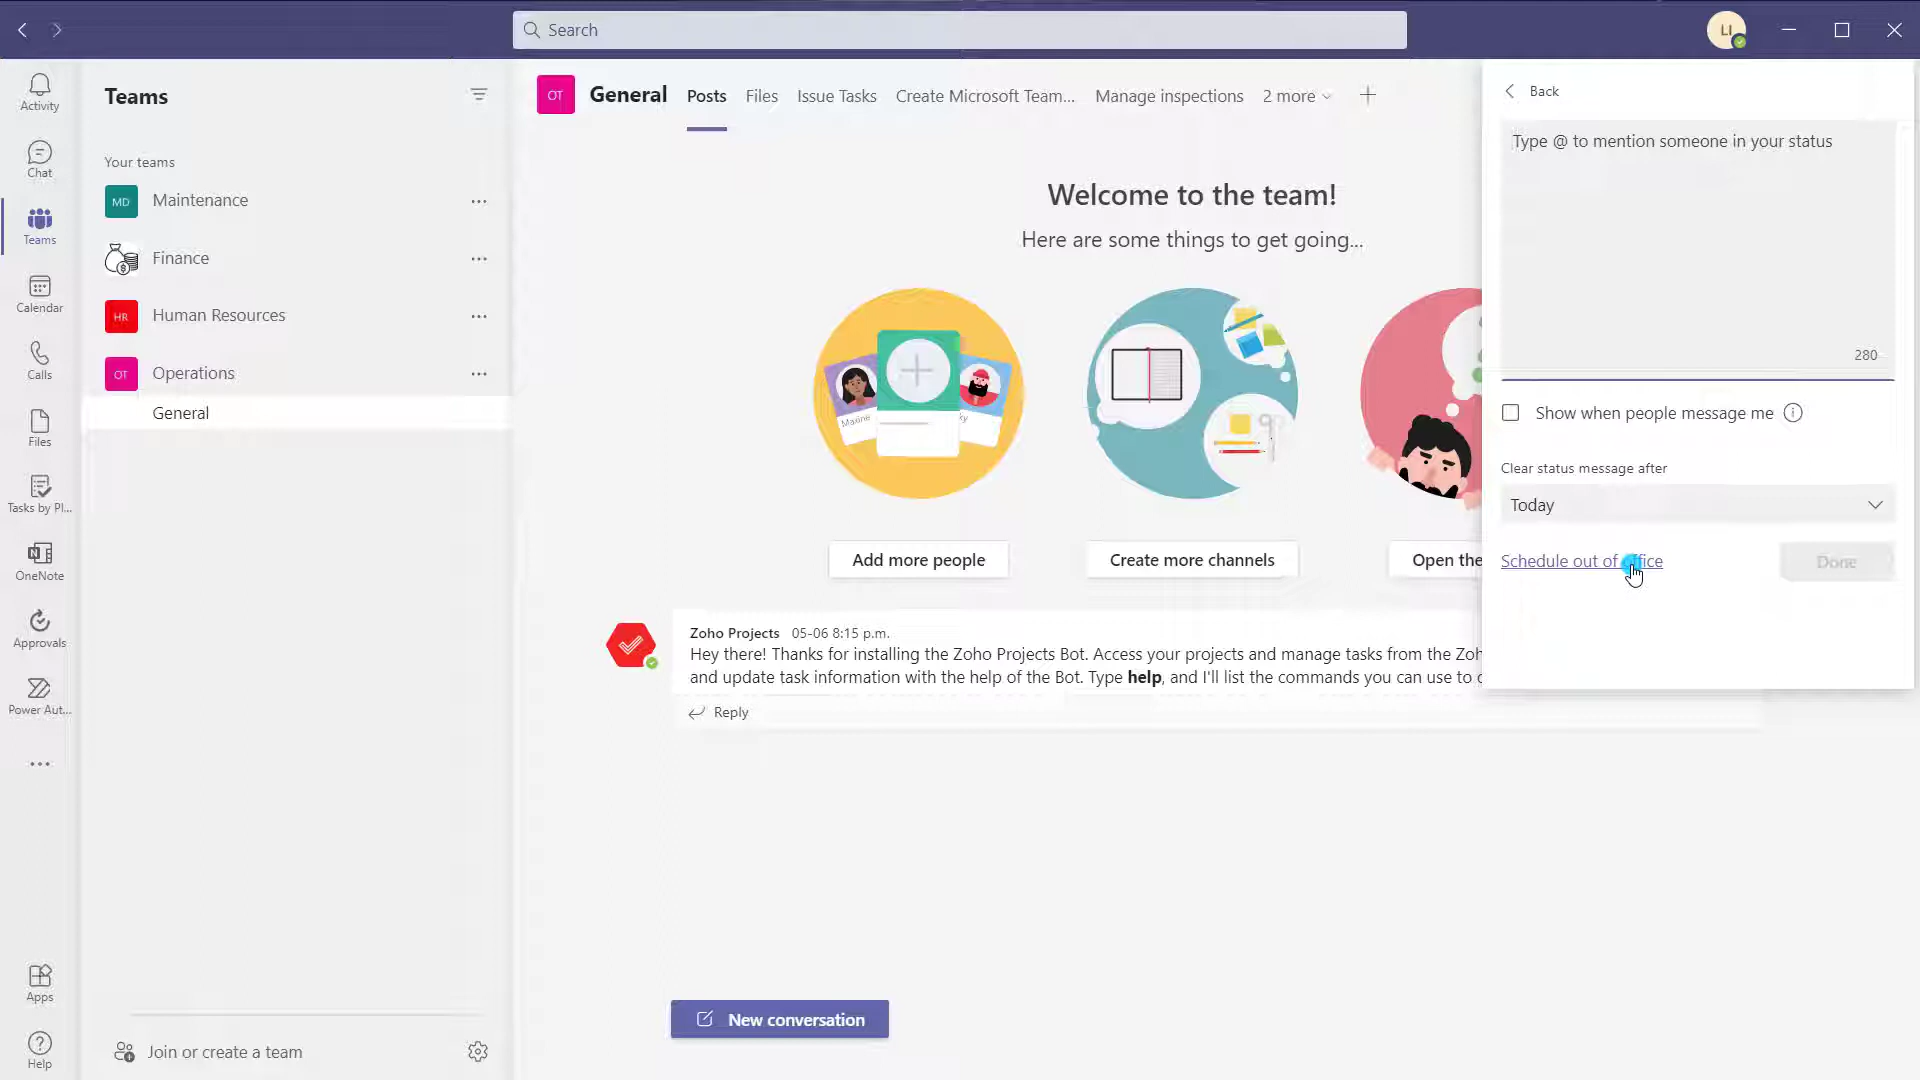 Search
LI
Activity
Chat
Teams
Calendar
Calls
Files
Tasks by Pl...
OneNote
Approvals
Power Aut...
Apps
Help
Teams
Your teams
MD Maintenance
Finance
HR Human Resources
OT Operations
General
Join or create a team
OT General Posts Files Issue Tasks Create Microsoft Team... Manage inspections 2 more
Welcome to the team!
Here are some things to get going...
Maxine
Add more people
Create more channels
Open the
Zoho Projects 05-06 8:15 p.m.
Hey there! Thanks for installing the Zoho Projects Bot. Access your projects and manage tasks from the Zoh
and update task information with the help of the Bot. Type help, and I'll list the commands you can use to
Reply
New conversation
Back
Type @ to mention someone in your status
280
Show when people message me
Clear status message after
Today
Schedule out of office
Done